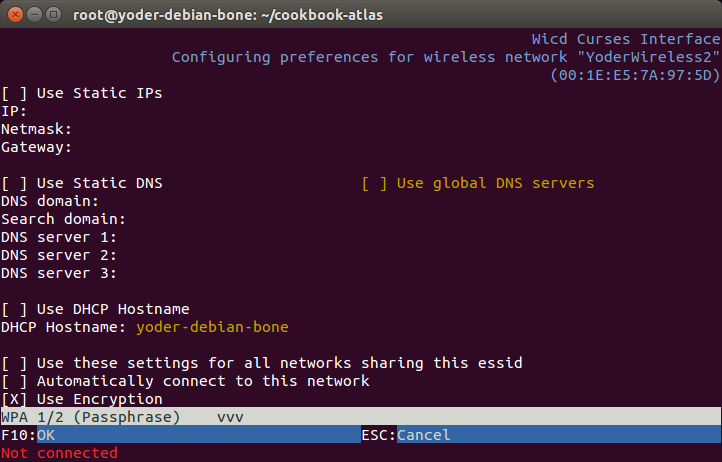 root@yoder-debian-bone: ~/cookbook-atlas
Wicd Curses Interface
Configuring preferences for wireless network "YoderWireless2"
(00:1E:E5:7A:97:5D)
[ ] Use Static IPs
IP:
Netmask:
Gateway:
[ ] Use Static DNS [ ] Use global DNS servers
DNS domain:
Search domain:
DNS server 1:
DNS server 2:
DNS server 3:
[ ] Use DHCP Hostname
DHCP Hostname: yoder-debian-bone
[ ] Use these settings for all networks sharing this essid
[ ] Automatically connect to this network
[X] Use Encryption
WPA 1/2 (Passphrase) vvv
F10:OK ESC:Cancel
Not connected